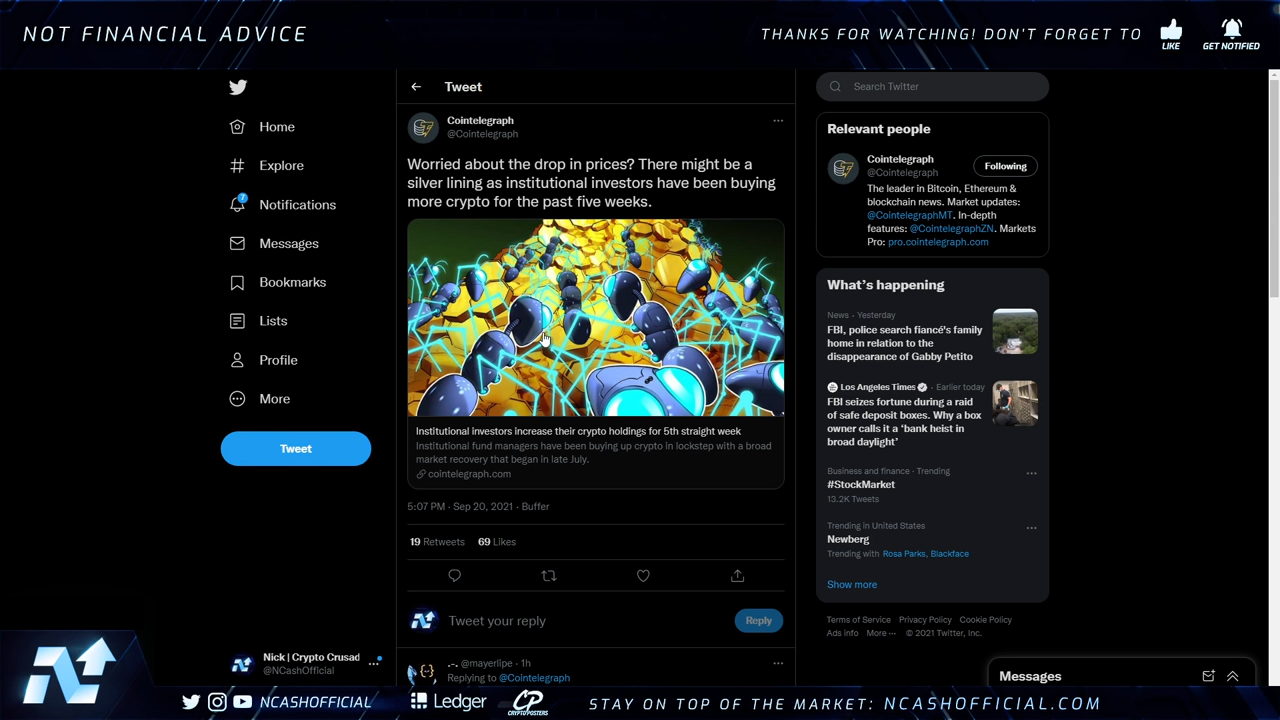 NOT FINANCIAL ADVICE
THANKS FOR WATCHING! DON'T FORGET TO
LIKE
GET NOTIFIED
Home
Explore
7
Notifications
Messages
Bookmarks
Lists
Profile
More
Tweet
Nick | Crypto Crusad
@NCashOfficial
Tweet
Cointelegraph
@Cointelegraph
Worried about the drop in prices? There might be a
silver lining as institutional investors have been buying
more crypto for the past five weeks.
Institutional investors increase their crypto holdings for 5th straight week
Institutional fund managers have been buying up crypto in lockstep with a broad
market recovery that began in late July.
cointelegraph.com
5:07 PM · Sep 20, 2021 · Buffer
19 Retweets 69 Likes
Tweet your reply
Reply
-.. @mayerlipe · 1h
Replying to @Cointelegraph
Search Twitter
Relevant people
Cointelegraph
@Cointelegraph
Following
The leader in Bitcoin, Ethereum &
blockchain news. Market updates:
@CointelegraphMT. In-depth
features: @CointelegraphZN. Markets
Pro: pro.cointelegraph.com
What's happening
News · Yesterday
FBI, police search fiancé's family
home in relation to the
disappearance of Gabby Petito
Los Angeles Times · Earlier today
FBI seizes fortune during a raid
of safe deposit boxes. Why a box
owner calls it a 'bank heist in
broad daylight'
Business and finance · Trending
#StockMarket
13.2K Tweets
Trending in United States
Newberg
Trending with Rosa Parks, Blackface
Show more
Terms of Service Privacy Policy Cookie Policy
Ads info More ··· © 2021 Twitter, Inc.
Messages
NCASHOFFICIAL
Ledger
CP
CRYPTOPOSTERS
STAY ON TOP OF THE MARKET: NCASHOFFICIAL.COM